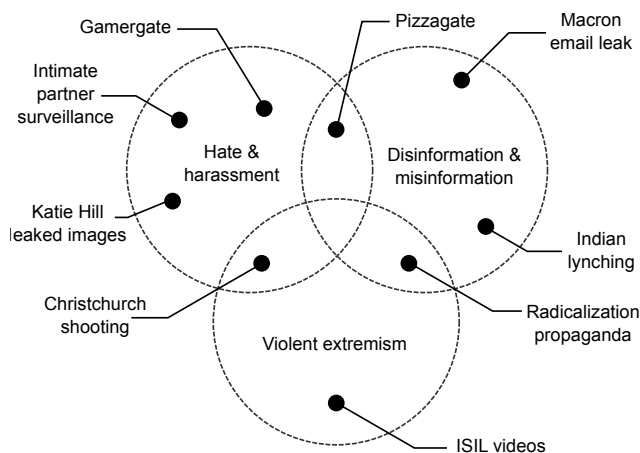 Gamergate
Pizzagate
Macron
email leak
Intimate
partner
surveillance
Hate &
harassment
Disinformation &
misinformation
Katie Hill
leaked images
Indian
lynching
Christchurch
shooting
Radicalization
propaganda
Violent extremism
ISIL videos